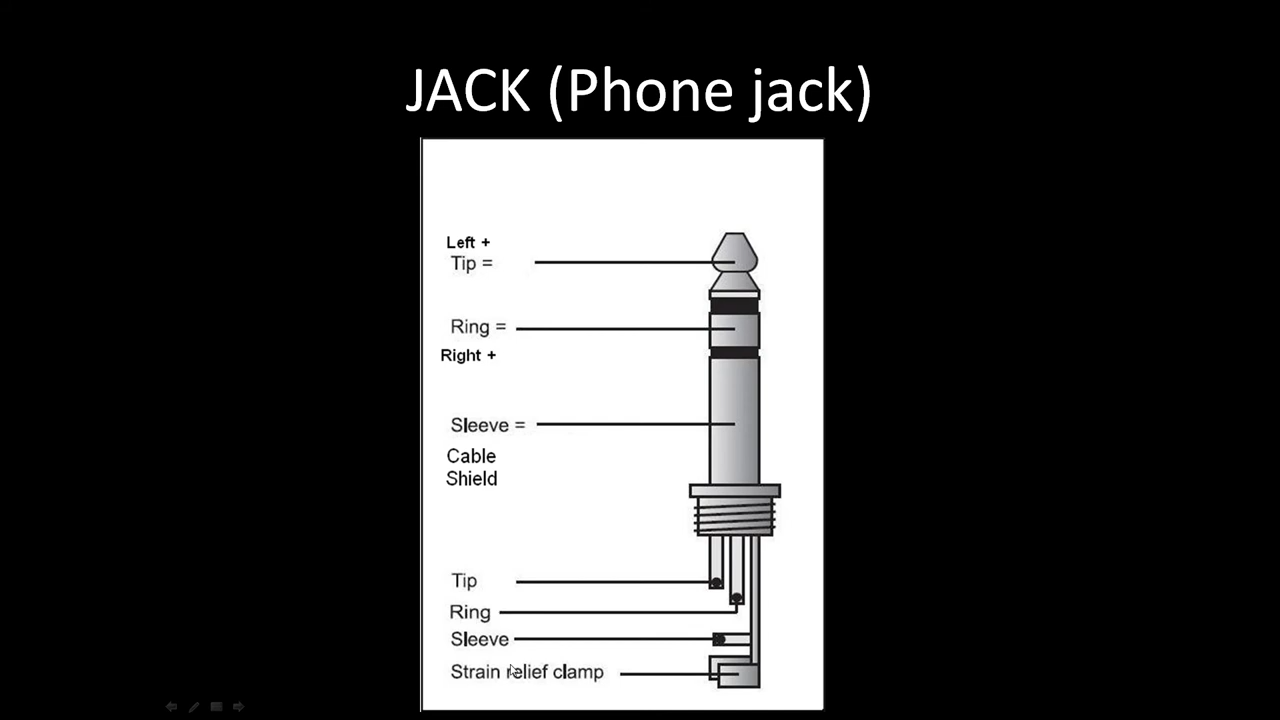 JACK (Phone jack)
Left +
Tip =
Ring =
Right +
Sleeve =
Cable
Shield
Tip
Ring
Sleeve
Strain relief clamp